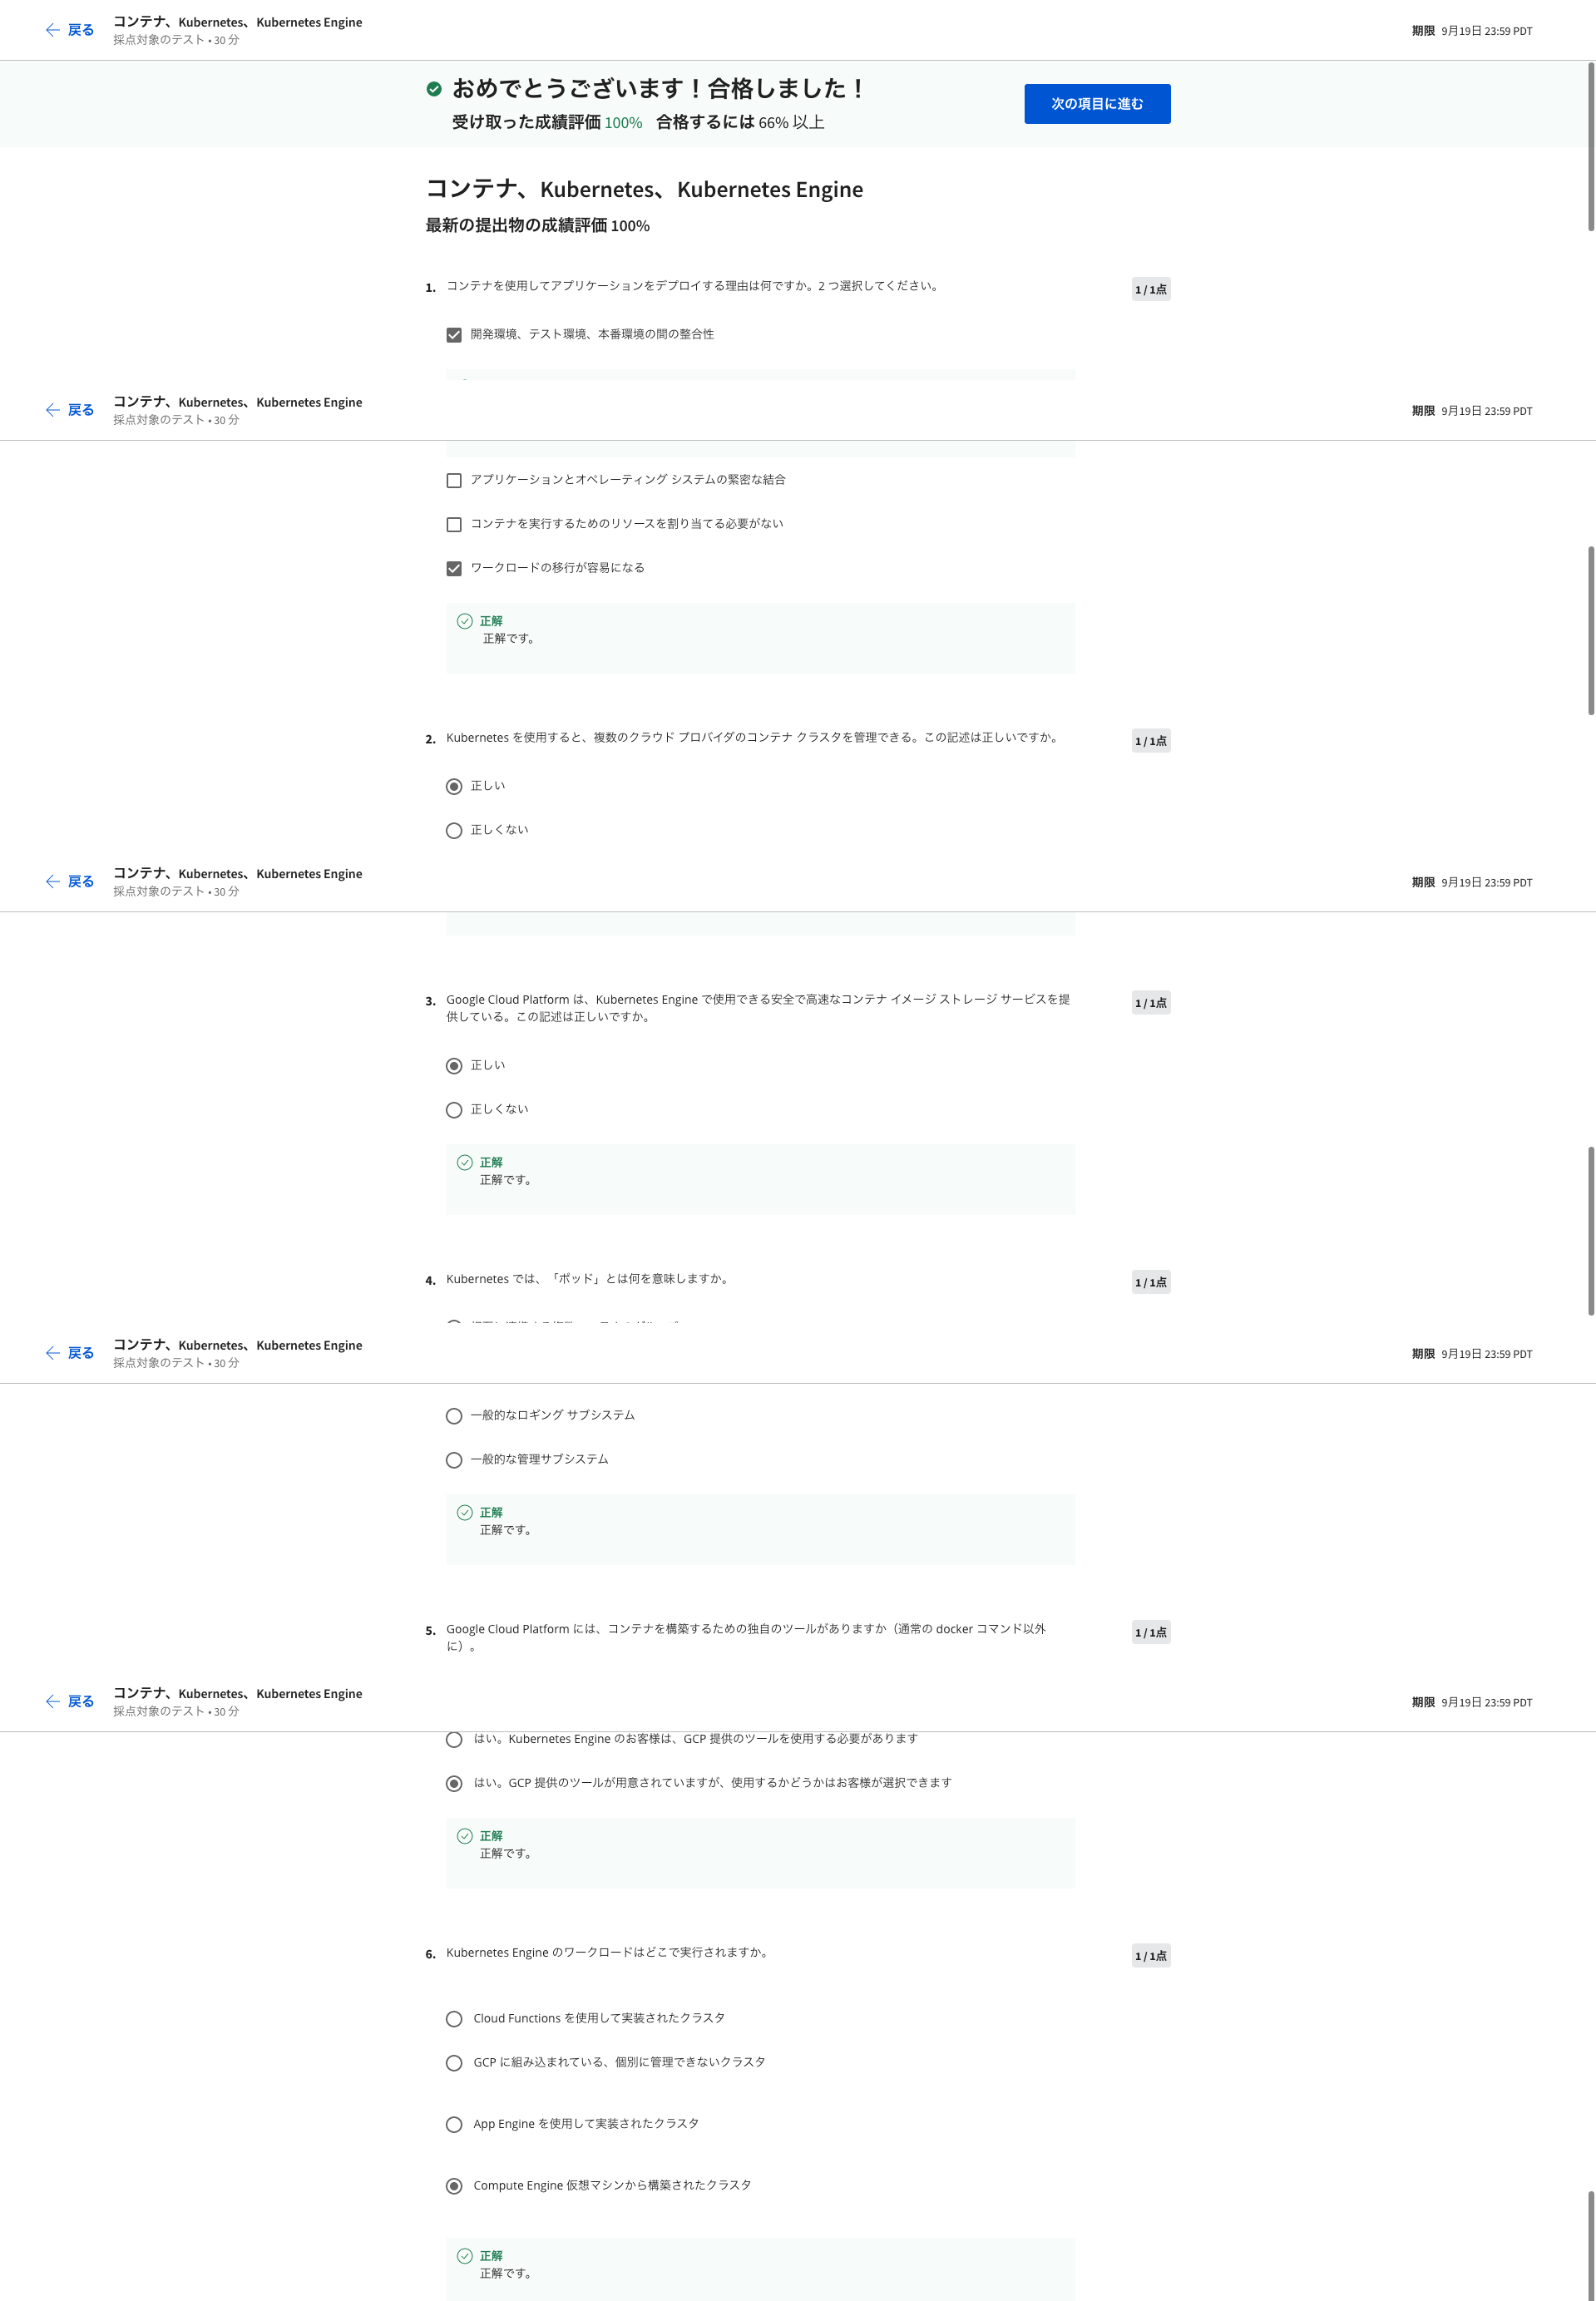 戻る
コンテナ、Kubernetes、Kubernetes Engine
採点対象のテスト • 30 分
期限 9月19日 23:59 PDT
おめでとうございます！合格しました！
受け取った成績評価 100% 合格するには 66% 以上
次の項目に進む
コンテナ、Kubernetes、Kubernetes Engine
最新の提出物の成績評価 100%
1. コンテナを使用してアプリケーションをデプロイする理由は何ですか。2 つ選択してください。
1 / 1点
開発環境、テスト環境、本番環境の間の整合性
戻る
コンテナ、Kubernetes、Kubernetes Engine
採点対象のテスト • 30 分
期限 9月19日 23:59 PDT
アプリケーションとオペレーティング システムの緊密な結合
コンテナを実行するためのリソースを割り当てる必要がない
ワークロードの移行が容易になる
正解
正解です。
2. Kubernetes を使用すると、複数のクラウド プロバイダのコンテナ クラスタを管理できる。この記述は正しいですか。
1 / 1点
正しい
正しくない
戻る
コンテナ、Kubernetes、Kubernetes Engine
採点対象のテスト • 30 分
期限 9月19日 23:59 PDT
3. Google Cloud Platform は、Kubernetes Engine で使用できる安全で高速なコンテナ イメージ ストレージ サービスを提
供している。この記述は正しいですか。
1 / 1点
正しい
正しくない
正解
正解です。
4. Kubernetes では、「ポッド」とは何を意味しますか。
1 / 1点
戻る
コンテナ、Kubernetes、Kubernetes Engine
採点対象のテスト • 30 分
期限 9月19日 23:59 PDT
一般的なロギング サブシステム
一般的な管理サブシステム
正解
正解です。
5. Google Cloud Platform には、コンテナを構築するための独自のツールがありますか（通常の docker コマンド以外
に）。
1 / 1点
戻る
コンテナ、Kubernetes、Kubernetes Engine
採点対象のテスト • 30 分
期限 9月19日 23:59 PDT
はい。Kubernetes Engine のお客様は、GCP 提供のツールを使用する必要があります
はい。GCP 提供のツールが用意されていますが、使用するかどうかはお客様が選択できます
正解
正解です。
6. Kubernetes Engine のワークロードはどこで実行されますか。
1 / 1点
Cloud Functions を使用して実装されたクラスタ
GCP に組み込まれている、個別に管理できないクラスタ
App Engine を使用して実装されたクラスタ
Compute Engine 仮想マシンから構築されたクラスタ
正解
正解です。